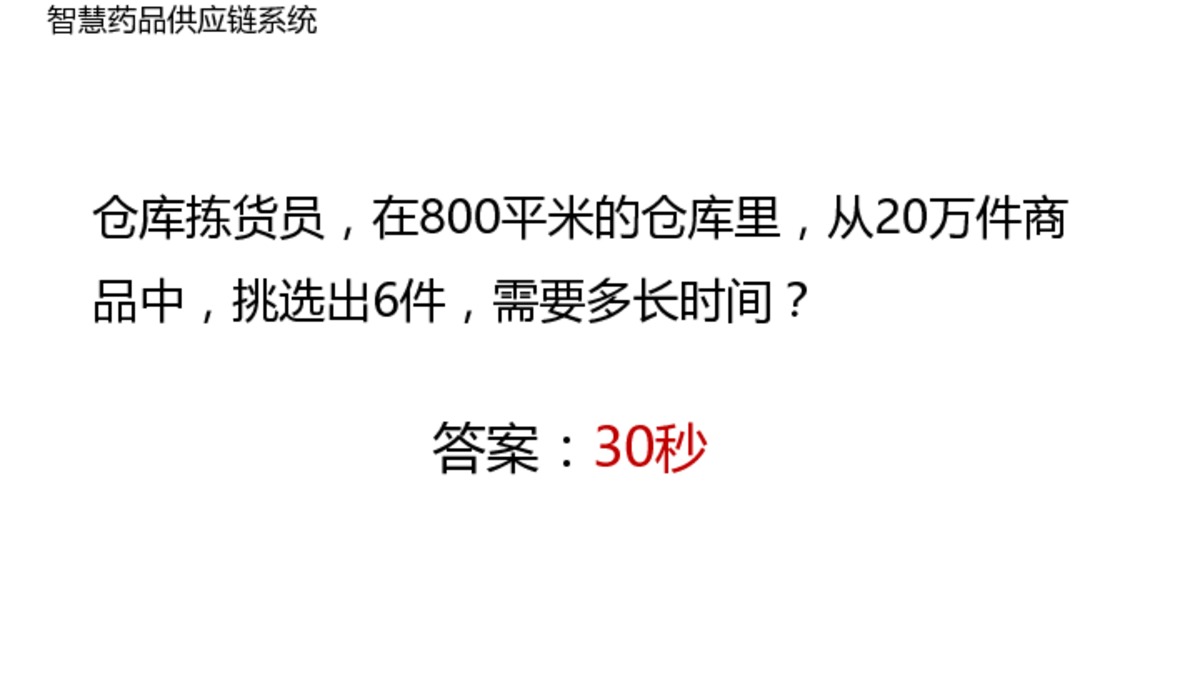 智慧药品供应链系统
仓库拣货员，在800平米的仓库里，从20万件商
品中，挑选出6件，需要多长时间？
答案：30秒